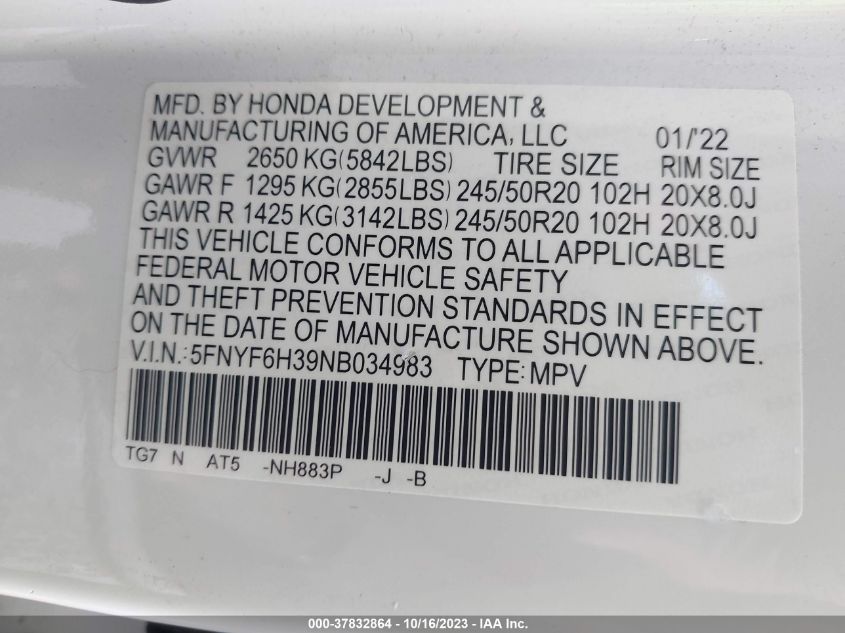 MFD. BY HONDA DEVELOPMENT &
MANUFACTURING OF AMERICA, LLC 01/'22
GVWR 2650 KG(5842LBS) TIRE SIZE RIM SIZE
GAWR F 1295 KG(2855LBS) 245/50R20 102H 20X8.0J
GAWR R 1425 KG(3142LBS) 245/50R20 102H 20X8.0J
THIS VEHICLE CONFORMS TO ALL APPLICABLE
FEDERAL MOTOR VEHICLE SAFETY
AND THEFT PREVENTION STANDARDS IN EFFECT
ON THE DATE OF MANUFACTURE SHOWN ABOVE.
V.I.N.:5FNYF6H39NB034983 TYPE:MPV
TG7 N AT5 -NH883P -J -B
000-37832864 - 10/16/2023 - IAA Inc.